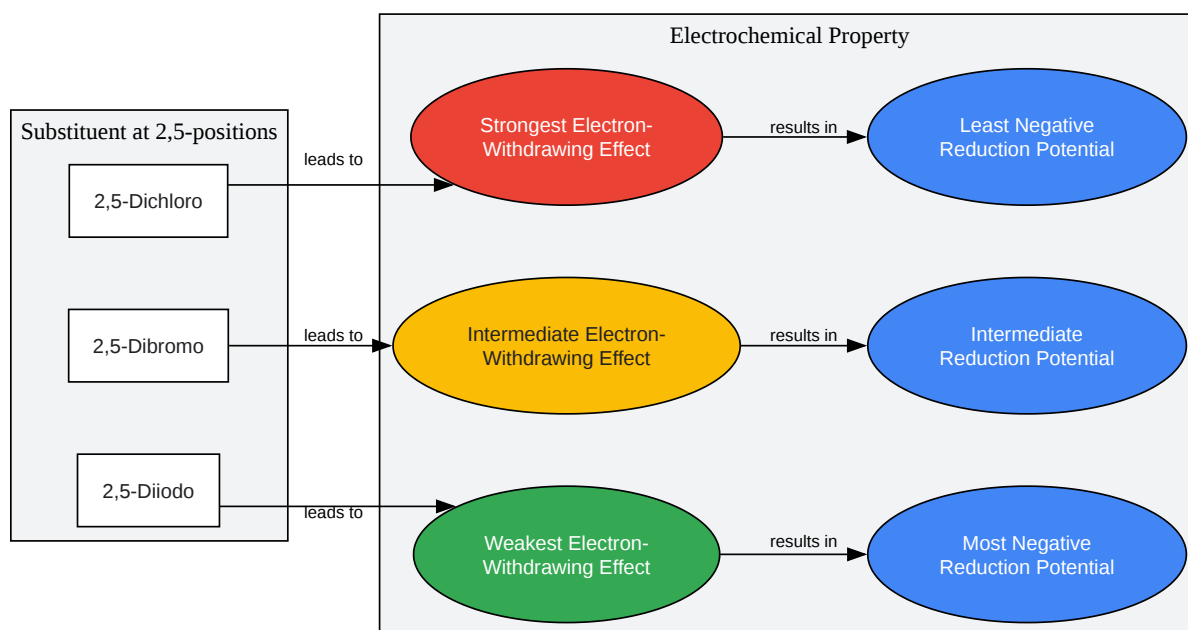 Electrochemical Property
Substituent at 2,5-positions
2,5-Dichloro
leads to
Strongest Electron-
Withdrawing Effect
results in
Least Negative
Reduction Potential
2,5-Dibromo
leads to
Intermediate Electron-
Withdrawing Effect
results in
Intermediate
Reduction Potential
2,5-Diiodo
leads to
Weakest Electron-
Withdrawing Effect
results in
Most Negative
Reduction Potential